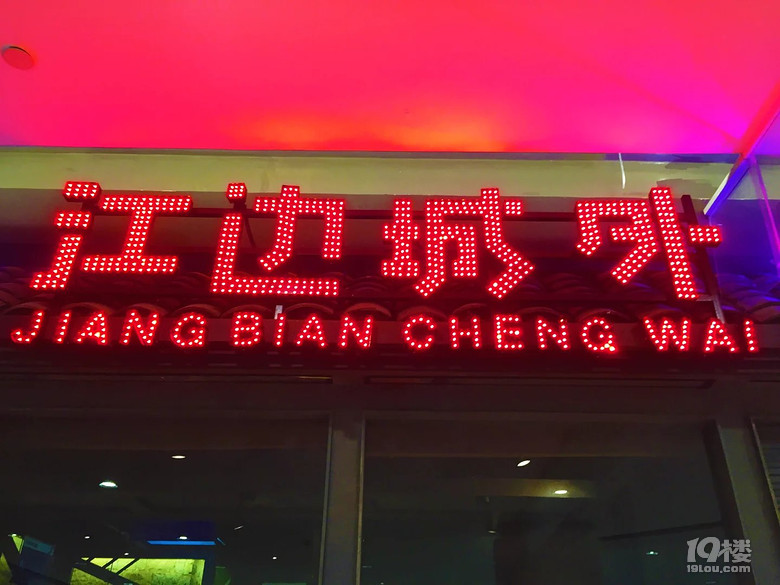 江边城外
JIANG BIAN CHENG WAI
19楼
19lou.com